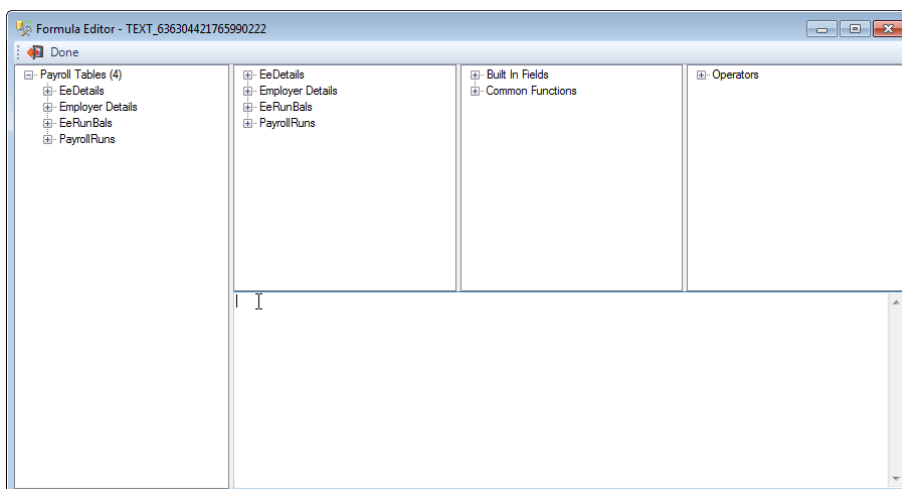 Formula Editor - TEXT_636304421765990222
Done
Payroll Tables (4)
EeDetails
Employer Details
EeRunBals
PayrollRuns
EeDetails
Employer Details
EeRunBals
PayrollRuns
Built In Fields
Common Functions
Operators